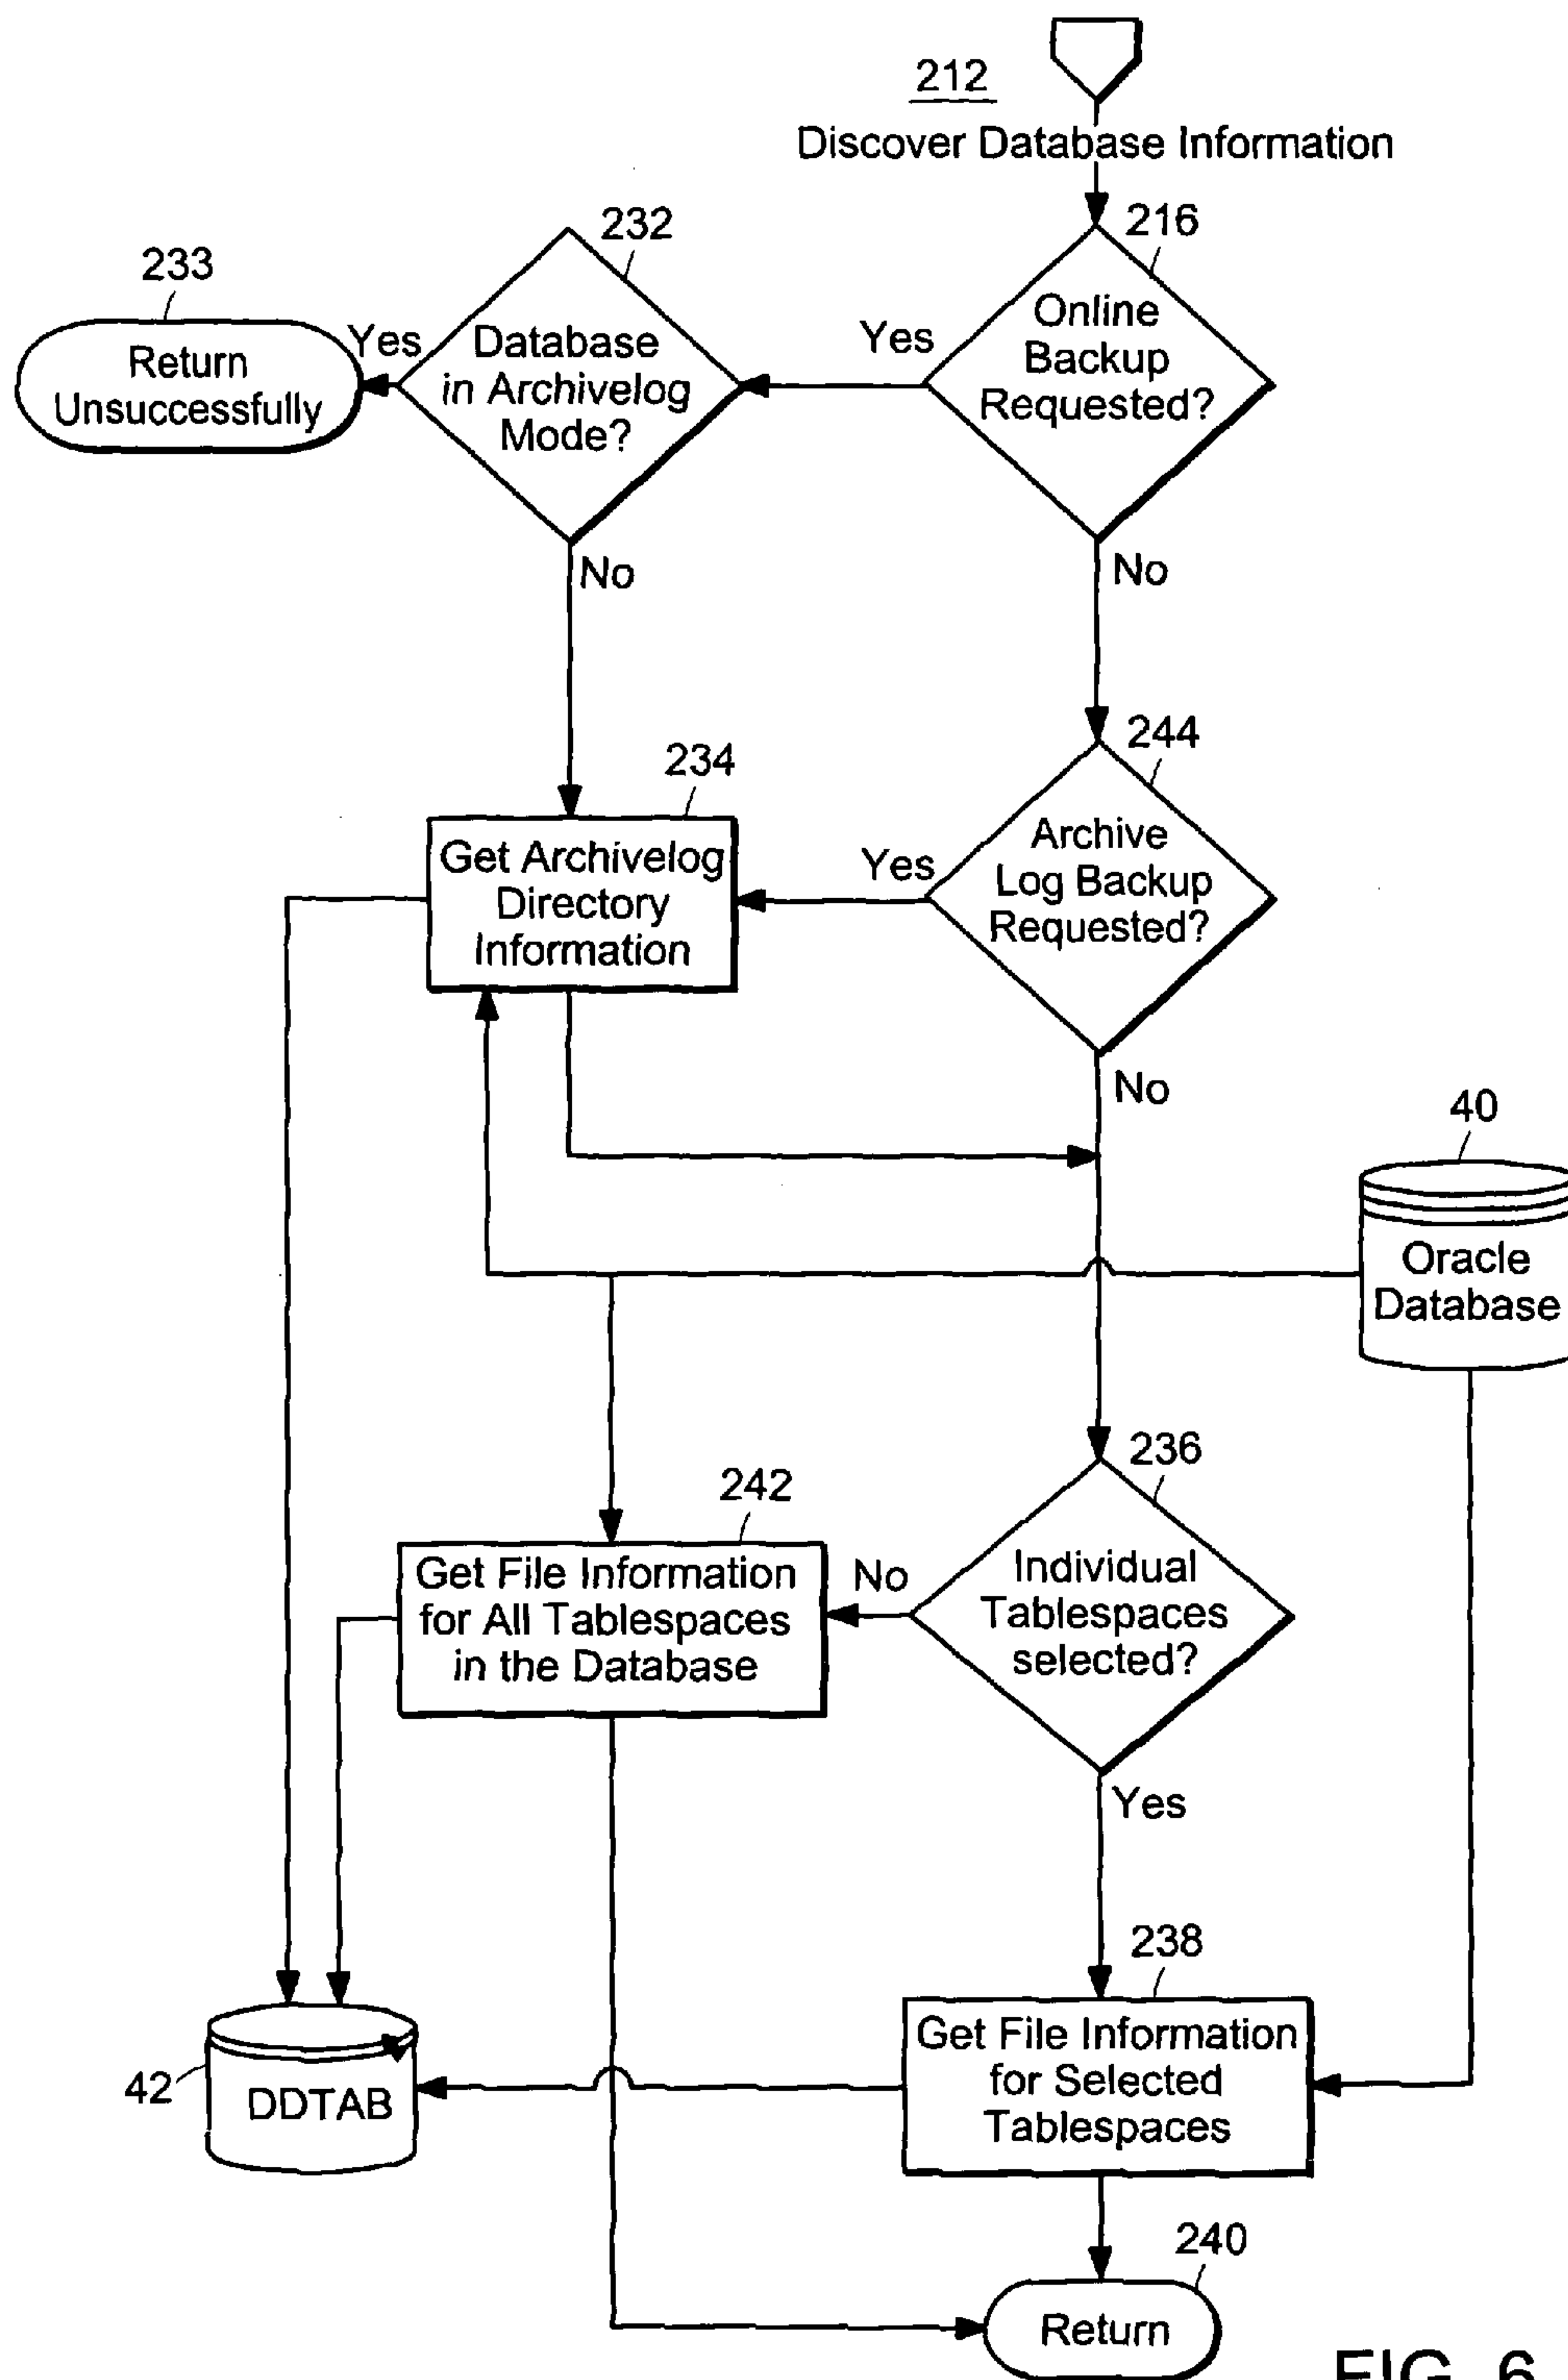 212
Discover Database Information
216
232
233
Online
Backup
Requested?
Yes
Database
in Archivelog
Mode?
Yes
Return
Unsuccessfully
No
No
244
234
Archive
Log Backup
Requested?
Yes
Get Archivelog
Directory
Information
No
40
Oracle
Database
236
242
Individual
Tablespaces
selected?
No
Get File Information
for All Tablespaces
in the Database
Yes
238
Get File Information
for Selected
Tablespaces
42
DDTAB
240
Return
FIG. 6